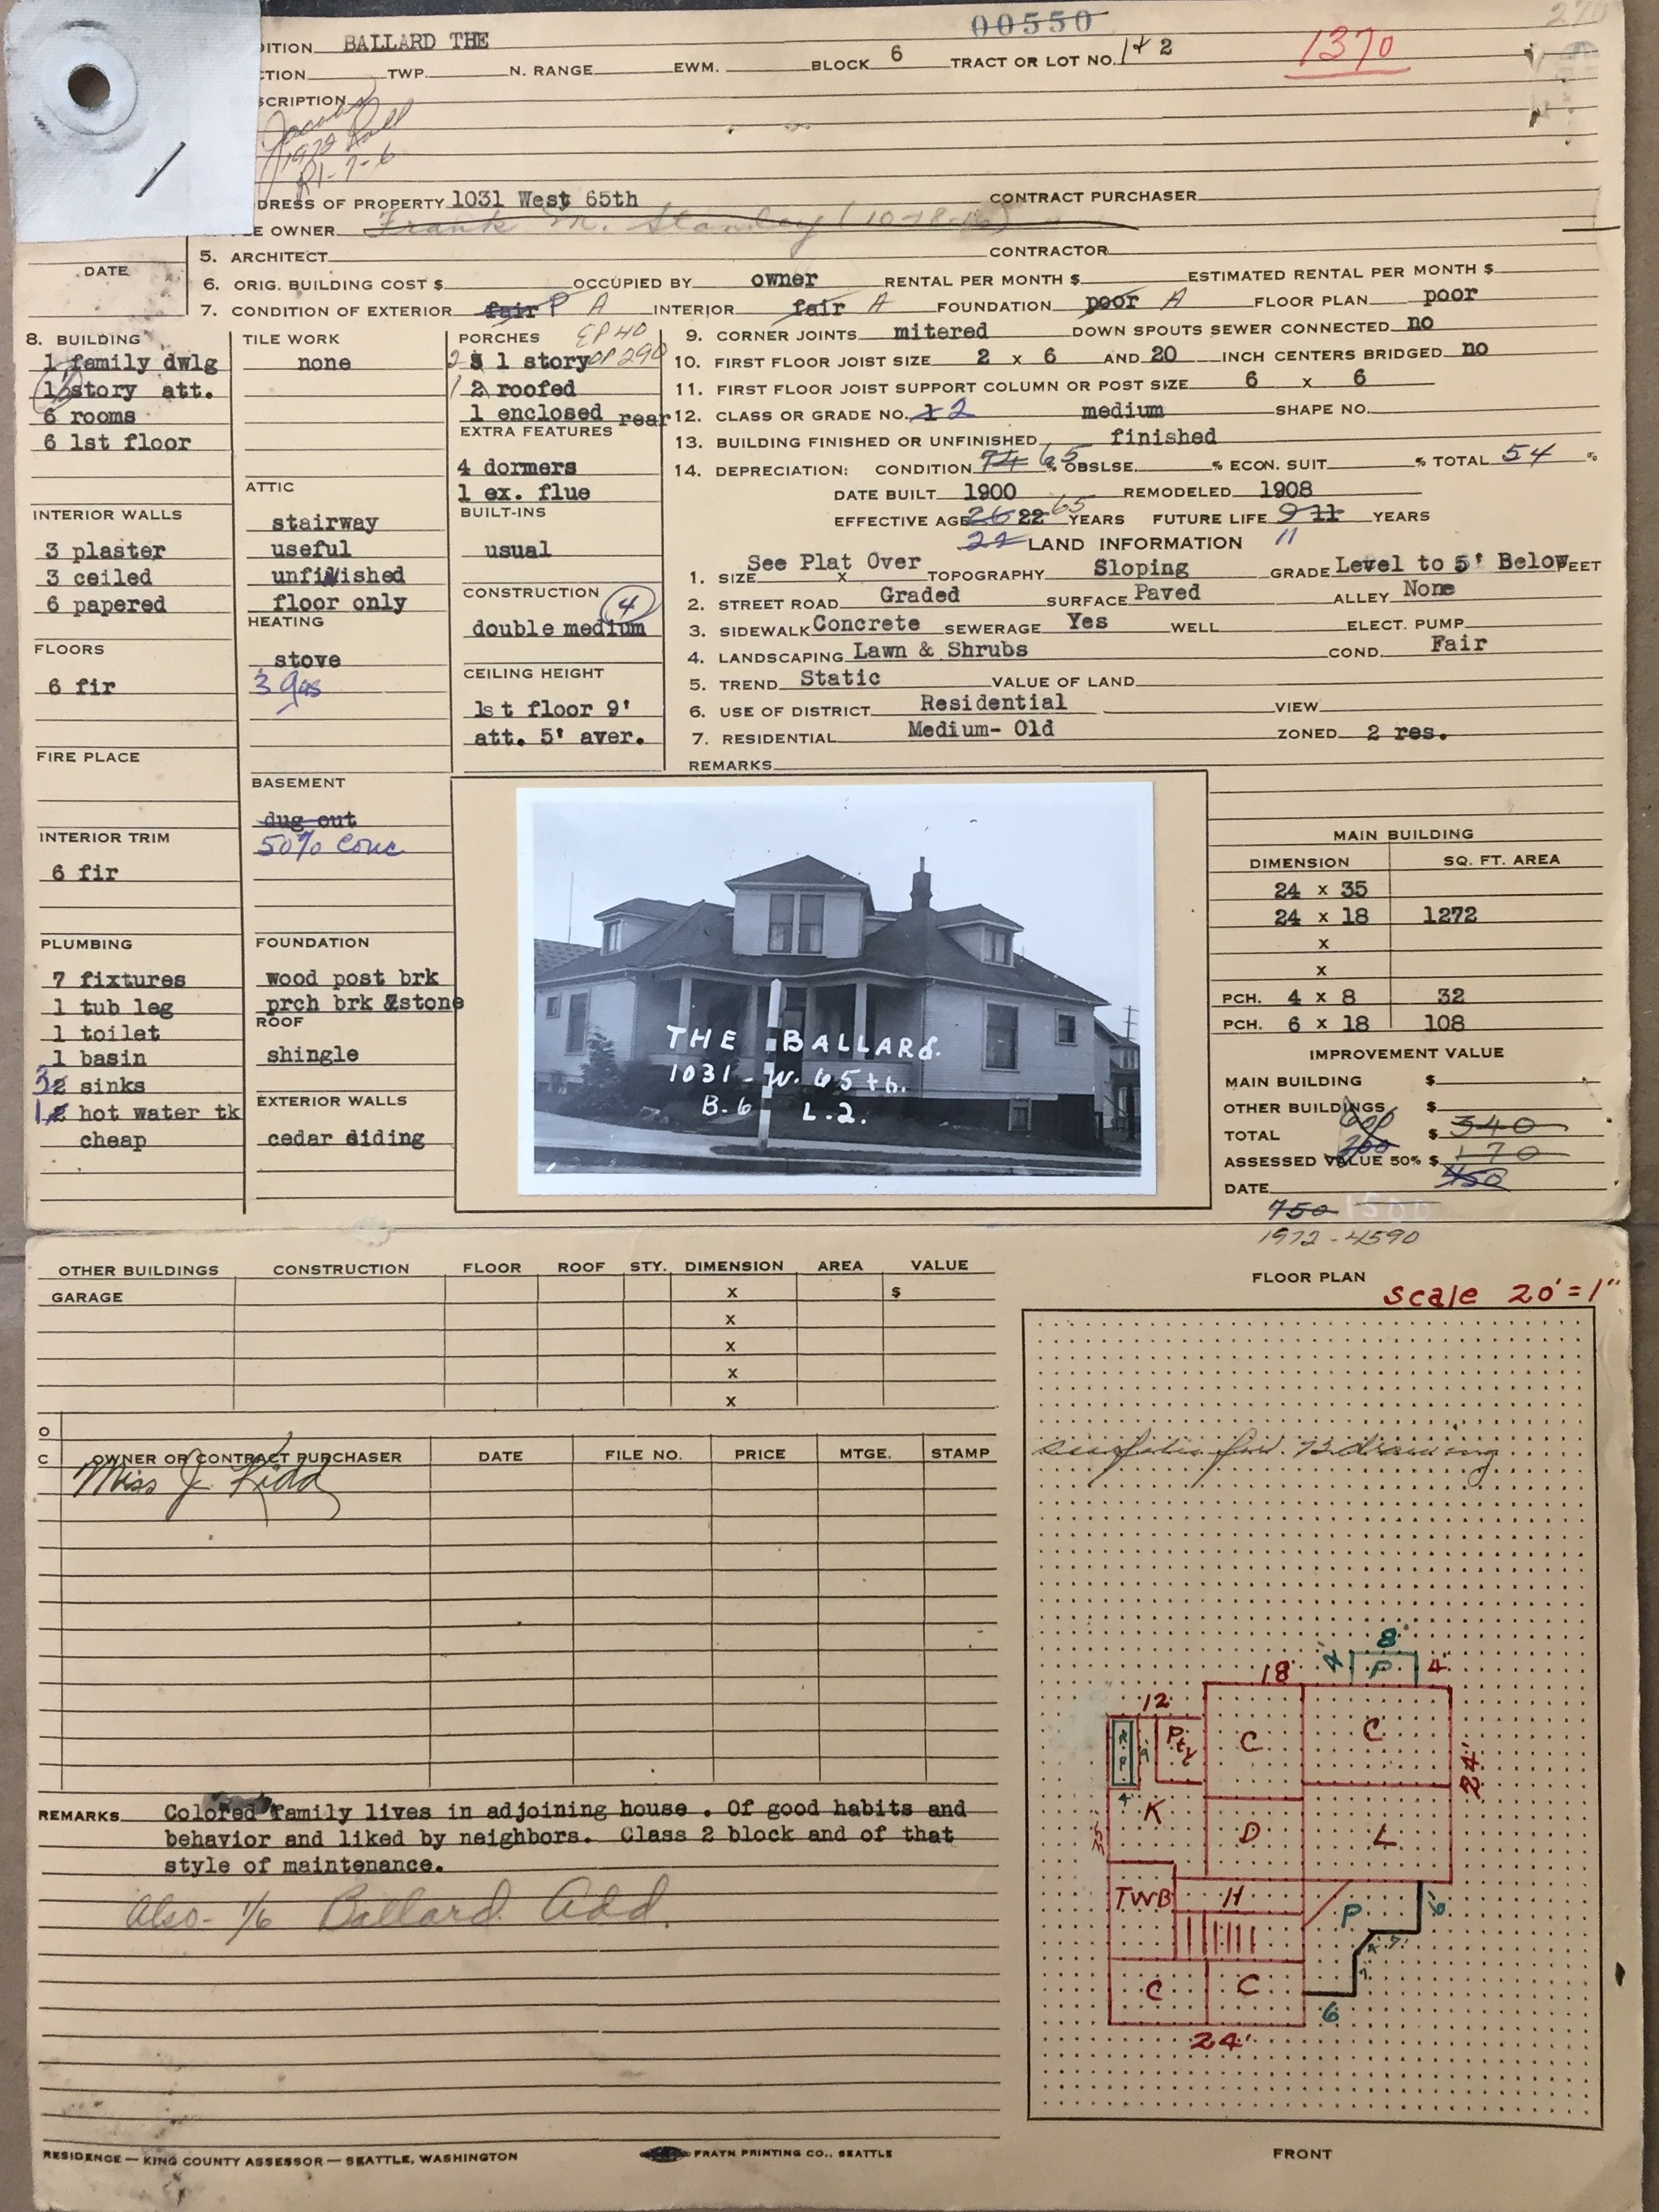 00550
DITION BALLARD THE
1370
CTION TWP. N. RANGE EWM. BLOCK 6 TRACT OR LOT NO. 1 + 2
SCRIPTION
1972 Roll
R1-7-6
DRESS OF PROPERTY 1031 West 65th CONTRACT PURCHASER
E OWNER Frank M. Stanley
5. ARCHITECT CONTRACTOR
DATE
6. ORIG. BUILDING COST $ OCCUPIED BY owner RENTAL PER MONTH $ ESTIMATED RENTAL PER MONTH $
7. CONDITION OF EXTERIOR fair P A INTERIOR fair A FOUNDATION poor A FLOOR PLAN poor
8. BUILDING
1 family dwlg
1½ story att.
6 rooms
6 1st floor
INTERIOR WALLS
3 plaster
3 ceiled
6 papered
FLOORS
6 fir
FIRE PLACE
INTERIOR TRIM
6 fir
PLUMBING
7 fixtures
1 tub leg
1 toilet
1 basin
3 2 sinks
1 2 hot water tk
cheap
TILE WORK
none
ATTIC
stairway
useful
unfinished
floor only
HEATING
stove
3 gas
BASEMENT
dug out
50% conc
FOUNDATION
wood post brk
prch brk &stone
ROOF
shingle
EXTERIOR WALLS
cedar siding
PORCHES EP 40
2 3 1 story OP 290
1 2 roofed
1 enclosed rear
EXTRA FEATURES
4 dormers
1 ex. flue
BUILT-INS
usual
CONSTRUCTION
4
double medium
CEILING HEIGHT
1st floor 9'
att. 5' aver.
9. CORNER JOINTS mitered DOWN SPOUTS SEWER CONNECTED no
10. FIRST FLOOR JOIST SIZE 2 x 6 AND 20 INCH CENTERS BRIDGED no
11. FIRST FLOOR JOIST SUPPORT COLUMN OR POST SIZE 6 x 6
12. CLASS OR GRADE NO. 1 2 medium SHAPE NO.
13. BUILDING FINISHED OR UNFINISHED finished
14. DEPRECIATION: CONDITION 65 % OBSLSE. % ECON. SUIT % TOTAL 54 %
DATE BUILT 1900 REMODELED 1908
EFFECTIVE AGE 26 22 65 YEARS FUTURE LIFE 9 11 YEARS
22 LAND INFORMATION 11
1. SIZE See Plat Over x TOPOGRAPHY Sloping GRADE Level to 5' Below FEET
2. STREET ROAD Graded SURFACE Paved ALLEY None
3. SIDEWALK Concrete SEWERAGE Yes WELL ELECT. PUMP
4. LANDSCAPING Lawn & Shrubs COND. Fair
5. TREND Static VALUE OF LAND
6. USE OF DISTRICT Residential VIEW
7. RESIDENTIAL Medium- Old ZONED 2 res.
REMARKS
THE BALLARd.
1031 - W. 65th.
B.6 L.2.
MAIN BUILDING
DIMENSION SQ. FT. AREA
24 x 35
24 x 18 1272
x
x
PCH. 4 x 8 32
PCH. 6 x 18 108
IMPROVEMENT VALUE
MAIN BUILDING $
OTHER BUILDINGS $
TOTAL 600 $ 340
ASSESSED VALUE 50% $ 170
DATE 450
750 1500
1972 - 4590
OTHER BUILDINGS CONSTRUCTION FLOOR ROOF STY. DIMENSION AREA VALUE
GARAGE x $
x
x
x
x
O
C OWNER OR CONTRACT PURCHASER DATE FILE NO. PRICE MTGE. STAMP
Miss J. Kidd
REMARKS Colored family lives in adjoining house . Of good habits and
behavior and liked by neighbors. Class 2 block and of that
style of maintenance.
Also - 1/6 Ballard Add.
RESIDENCE — KING COUNTY ASSESSOR — SEATTLE, WASHINGTON
FRAYN PRINTING CO., SEATTLE
FLOOR PLAN
scale 20' = 1"
drawing
8'
4 P 4'
18'
12
Pty C C
24'
4
K D L
TWB H
P
6
C C
6
24'
FRONT